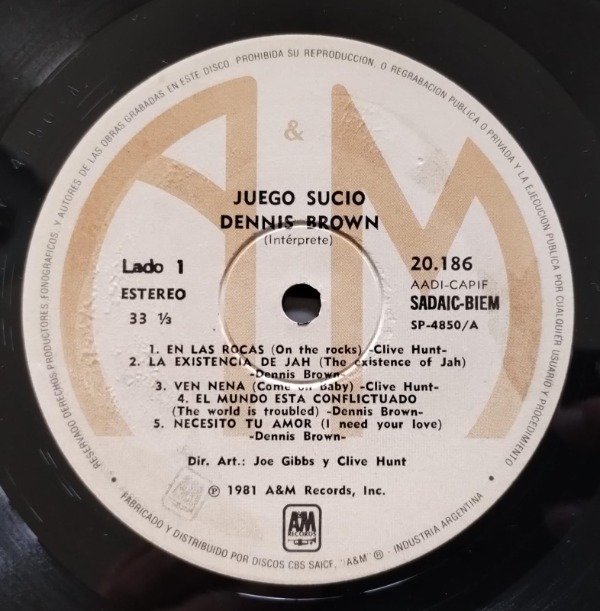 RESERVADO DERECHOS PRODUCTORES FONOGRAFICOS, Y AUTORES DE LAS OBRAS GRABADAS EN ESTE DISCO. PROHIBIDA SU REPRODUCCION, O REGRABACION PUBLICA O PRIVADA Y LA EJECUCION PUBLICA POR CUALQUIER USUARIO Y PROCEDIMIENTO
A & M
JUEGO SUCIO
DENNIS BROWN
(Intérprete)
Lado 1
ESTEREO
33 ⅓
20.186
AADI-CAPIF
SADAIC-BIEM
SP-4850/A
1. EN LAS ROCAS (On the rocks) -Clive Hunt-
2. LA EXISTENCIA DE JAH (The existence of Jah)
-Dennis Brown-
3. VEN NENA (Come on Baby) -Clive Hunt-
4. EL MUNDO ESTA CONFLICTUADO
(The world is troubled) -Dennis Brown-
5. NECESITO TU AMOR (I need your love)
-Dennis Brown-
Dir. Art.: Joe Gibbs y Clive Hunt
℗ 1981 A&M Records, Inc.
A&M
RECORDS
• FABRICADO Y DISTRIBUIDO POR DISCOS CBS SAICF, "A&M" ® - INDUSTRIA ARGENTINA •